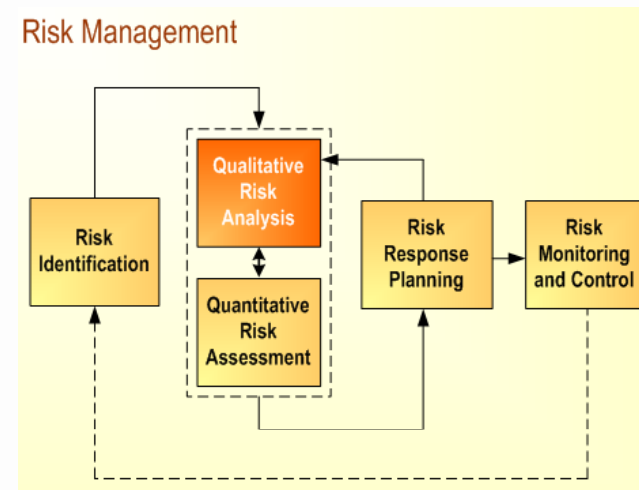 Risk Management
Qualitative
Risk
Analysis
Risk
Identification
Quantitative
Risk
Assessment
Risk
Response
Planning
Risk
Monitoring
and Control